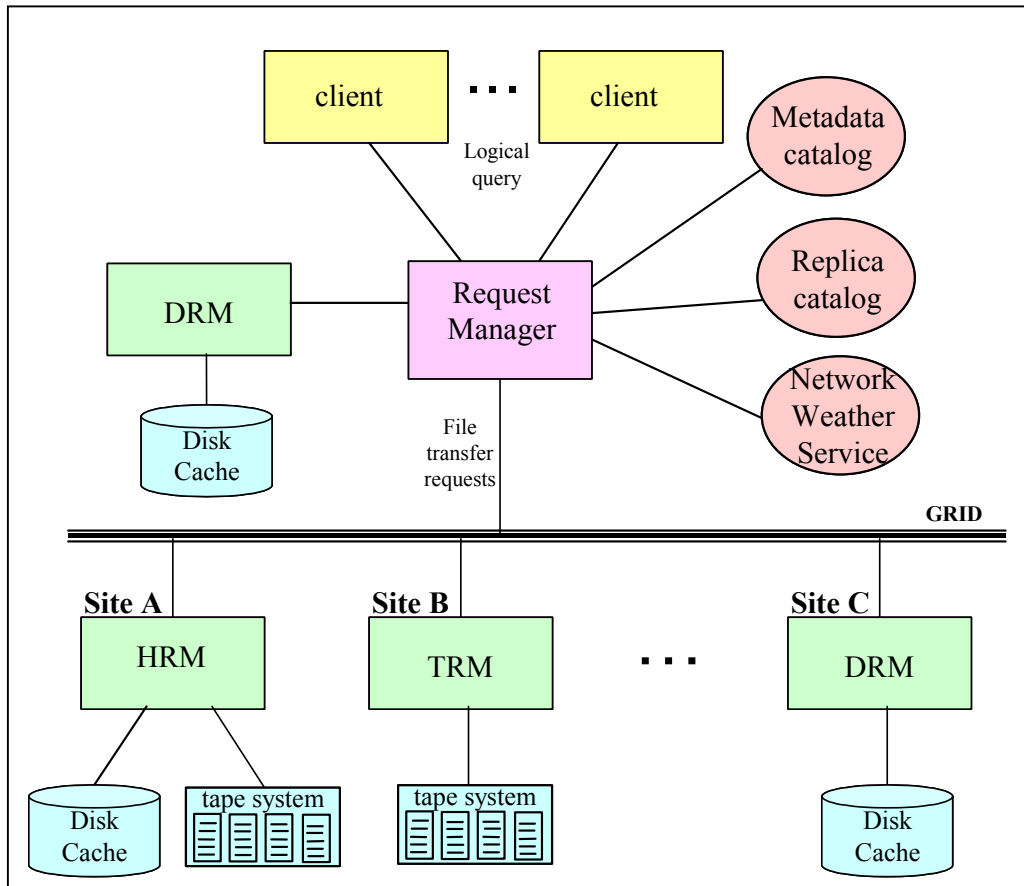 client
...
client
Logical
query
Metadata
catalog
Request
Manager
Replica
catalog
DRM
Network
Weather
Service
Disk
Cache
File
transfer
requests
GRID
Site A
Site B
Site C
HRM
TRM
...
DRM
Disk
Cache
tape system
tape system
Disk
Cache